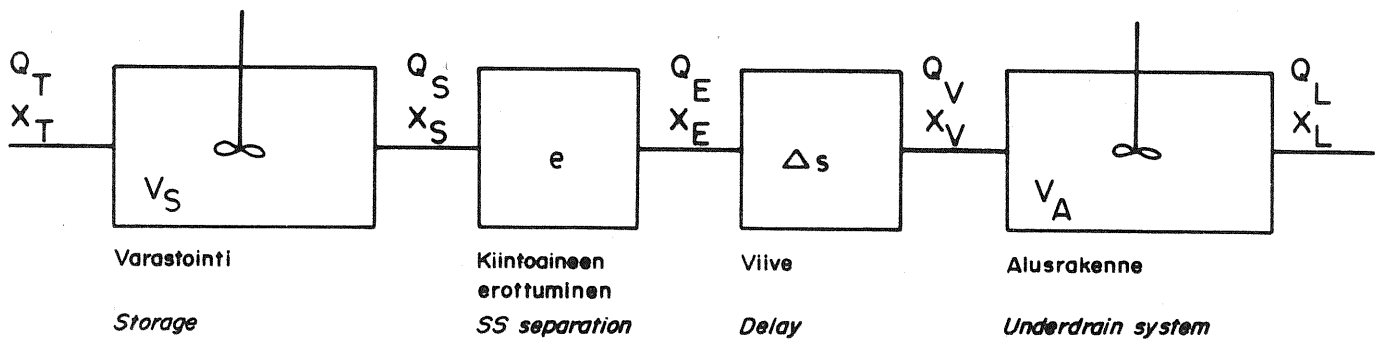 Q_T
X_T
V_S
Q_S
X_S
e
Q_E
X_E
Δs
Q_V
X_V
V_A
Q_L
X_L
Varastointi
Storage
Kiintoaineen
erottuminen
SS separation
Viive
Delay
Alusrakenne
Underdrain system